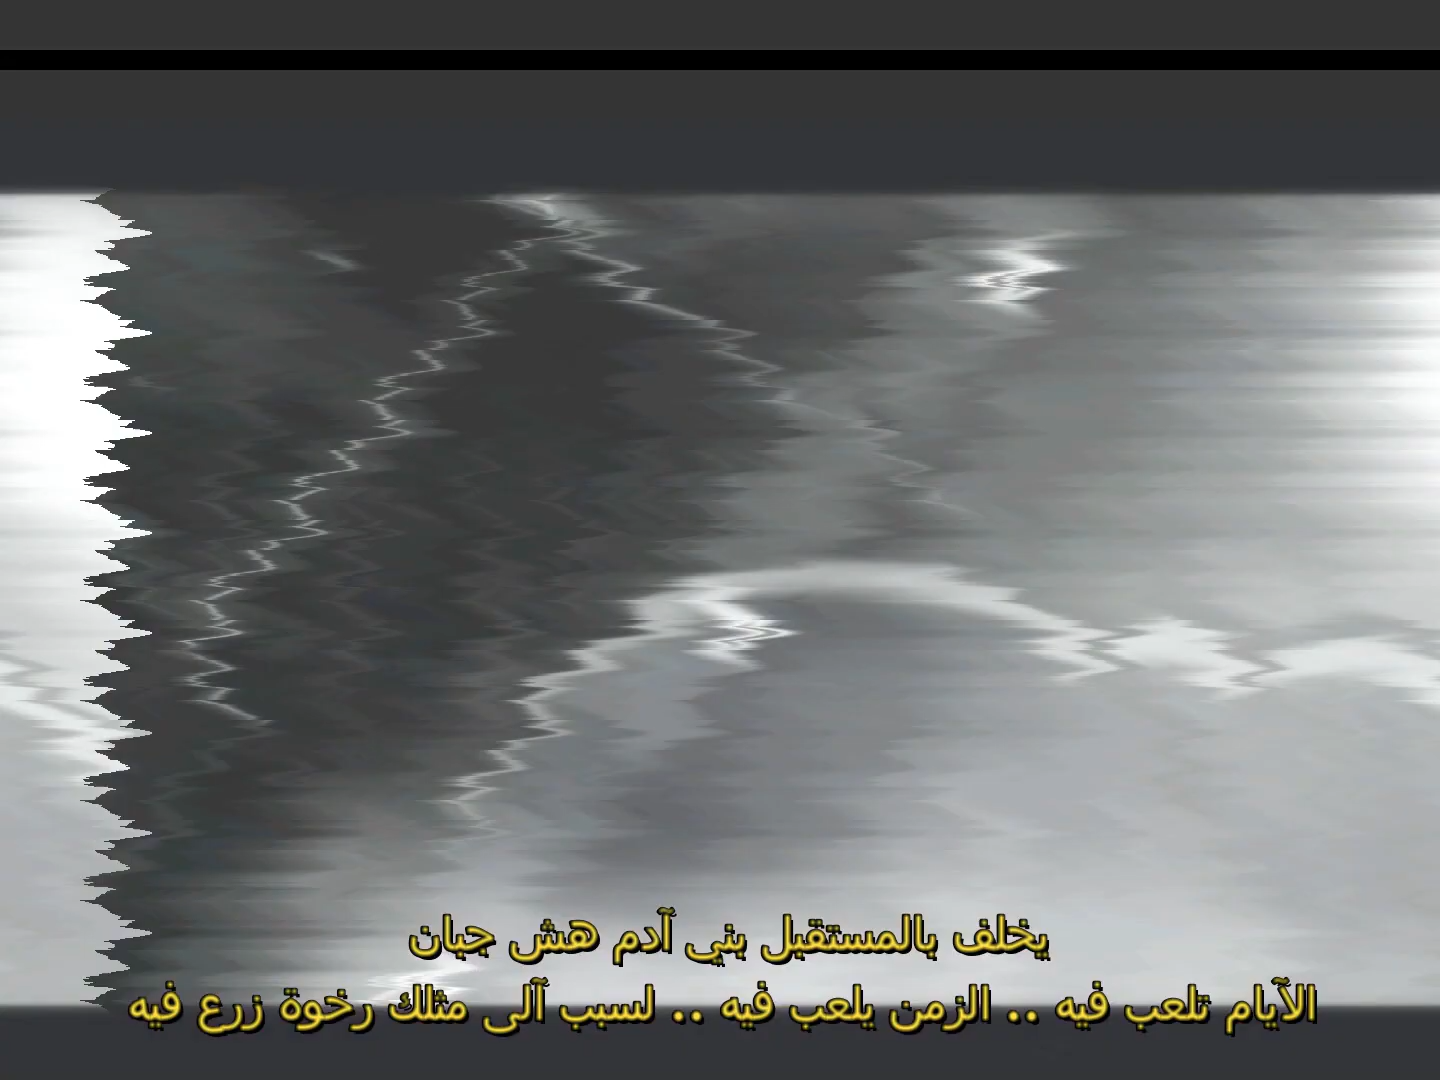 يخلف بالمستقبل بني آدم هش جبان
الآيام تلعب فيه .. الزمن يلعب فيه .. لسبب آلى مثلك رخوة زرع فيه